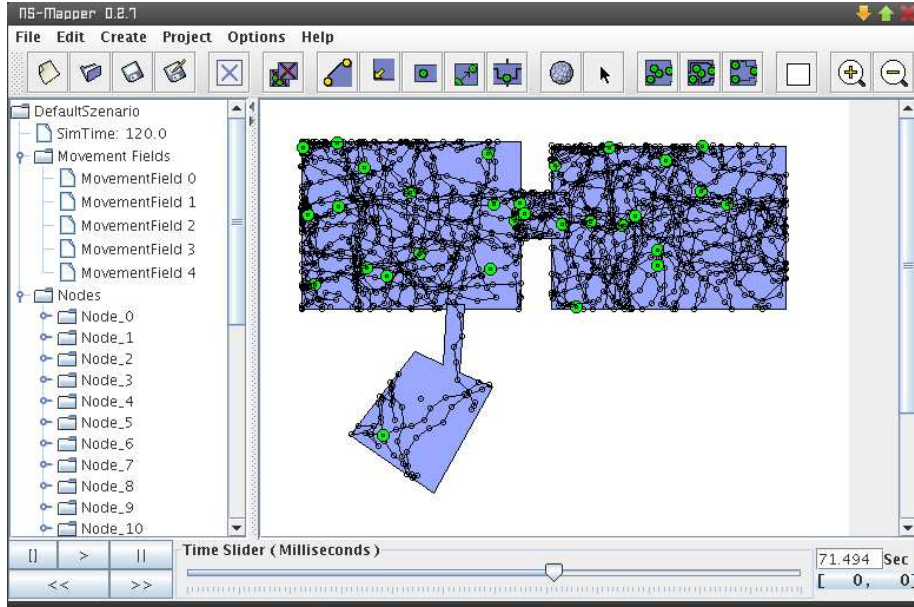 NS-Mapper 0.2.7
File Edit Create Project Options Help
DefaultSzenario
SimTime: 120.0
Movement Fields
MovementField 0
MovementField 1
MovementField 2
MovementField 3
MovementField 4
Nodes
Node_0
Node_1
Node_2
Node_3
Node_4
Node_5
Node_6
Node_7
Node_8
Node_9
Node_10
[] > ||
<< >>
Time Slider ( Milliseconds )
71.494 Sec
[ 0, 0]